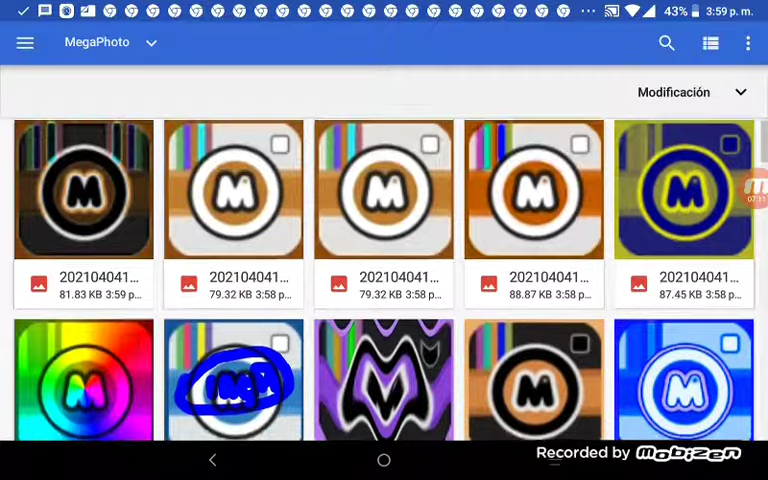 43% 3:59 p. m.
MegaPhoto
Modificación
M M M M M
07:11
202104041... 202104041... 202104041... 202104041... 202104041...
81.83 KB 3:59 p... 79.32 KB 3:58 p... 79.32 KB 3:58 p... 88.87 KB 3:58 p... 87.45 KB 3:58 p...
M M M M
Recorded by mobizen